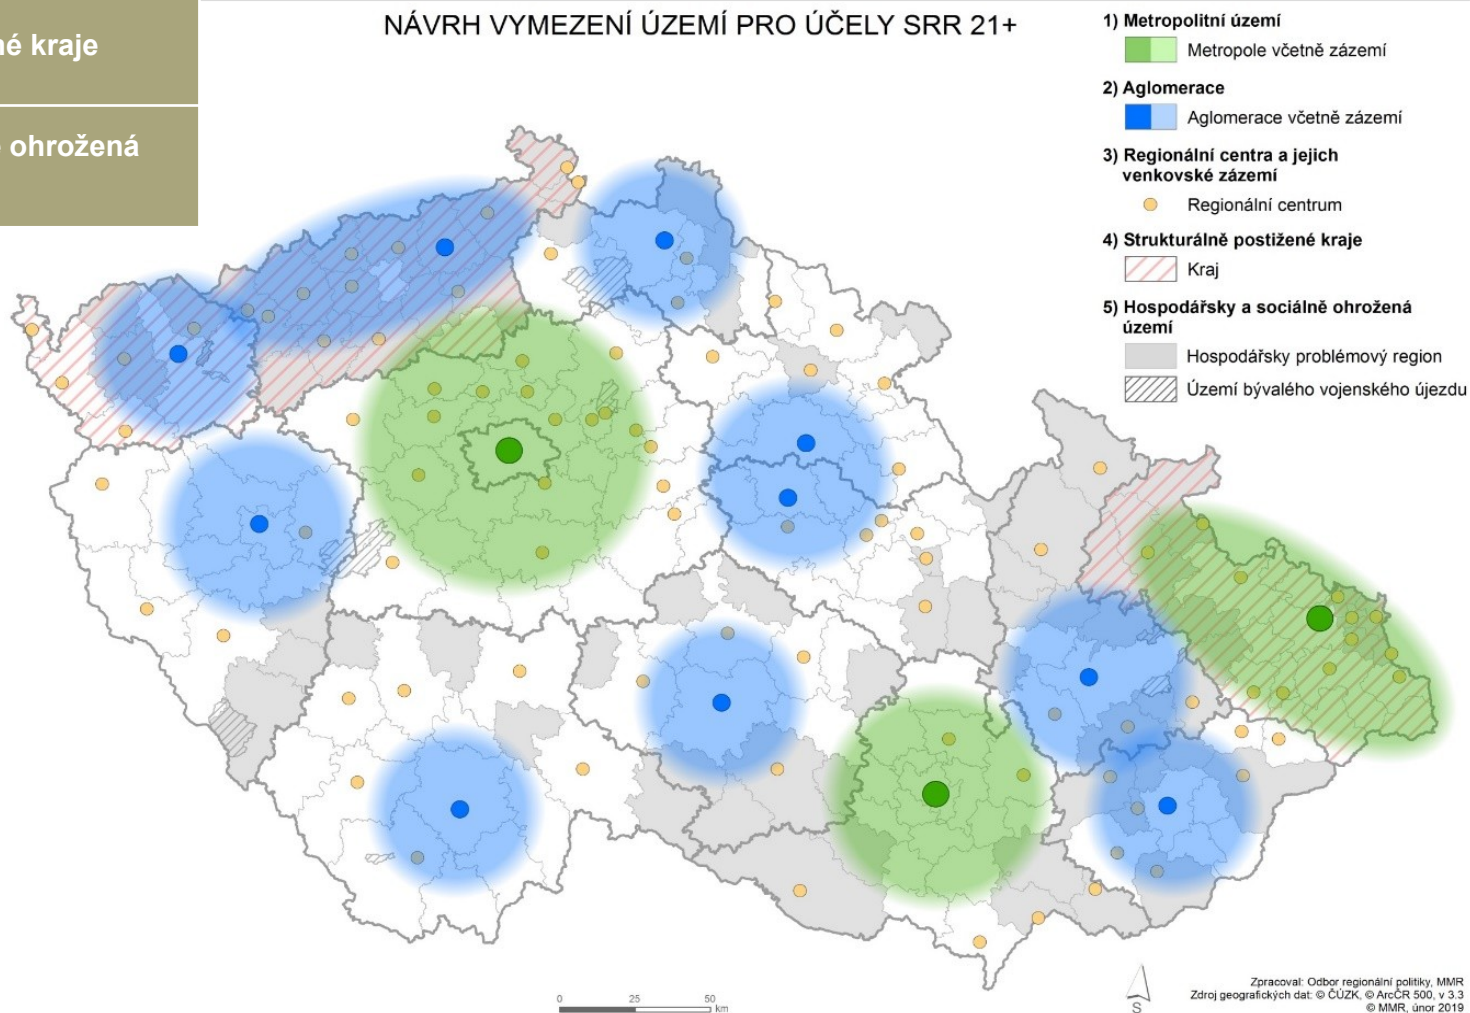 né kraje
ohrožená
NÁVRH VYMEZENÍ ÚZEMÍ PRO ÚČELY SRR 21+
1) Metropolitní území
Metropole včetně zázemí
2) Aglomerace
Aglomerace včetně zázemí
3) Regionální centra a jejich
venkovské zázemí
Regionální centrum
4) Strukturálně postižené kraje
Kraj
5) Hospodářsky a sociálně ohrožená
území
Hospodářsky problémový region
Území bývalého vojenského újezdu
0 25 50
km
S
Zpracoval: Odbor regionální politiky, MMR
Zdroj geografických dat: © ČÚZK, © ArcČR 500, v 3.3
© MMR, únor 2019